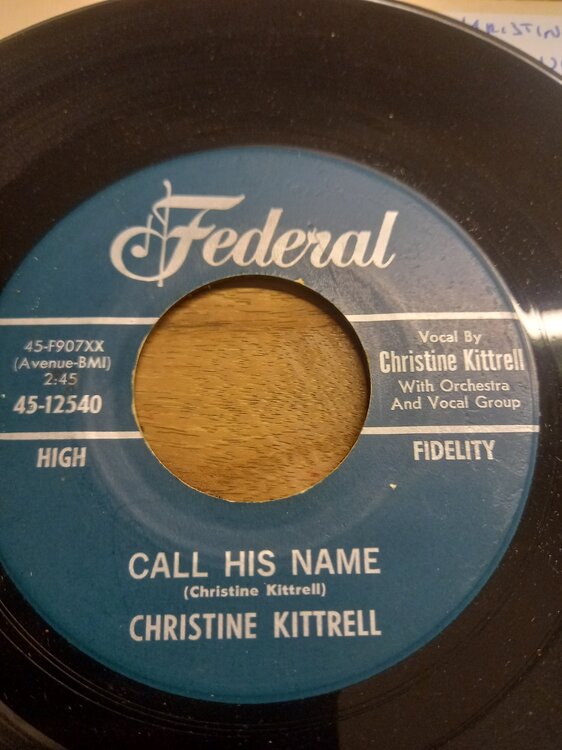 Federal
45-F907XX
(Avenue-BMI)
2:45
45-12540
Vocal By
Christine Kittrell
With Orchestra
And Vocal Group
HIGH FIDELITY
CALL HIS NAME
(Christine Kittrell)
CHRISTINE KITTRELL